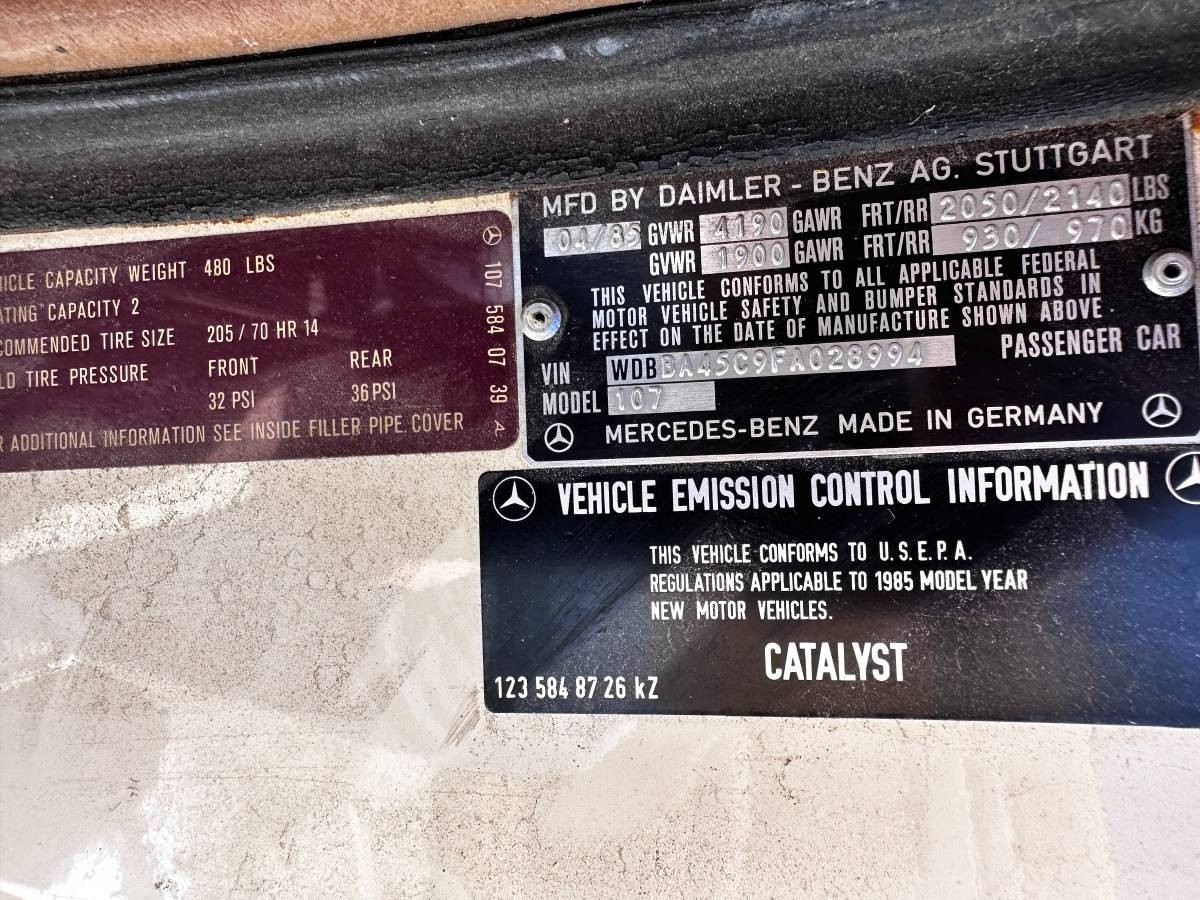 HICLE CAPACITY WEIGHT 480 LBS
ATING CAPACITY 2
COMMENDED TIRE SIZE 205 / 70 HR 14
LD TIRE PRESSURE FRONT REAR
32 PSI 36 PSI
R ADDITIONAL INFORMATION SEE INSIDE FILLER PIPE COVER
107 584 07 39 4
MFD BY DAIMLER - BENZ AG. STUTTGART
04/85 GVWR 4190 GAWR FRT/RR 2050/2140 LBS
GVWR 1900 GAWR FRT/RR 930/ 970 KG
THIS VEHICLE CONFORMS TO ALL APPLICABLE FEDERAL
MOTOR VEHICLE SAFETY AND BUMPER STANDARDS IN
EFFECT ON THE DATE OF MANUFACTURE SHOWN ABOVE.
VIN WDBBA45C9FA028994 PASSENGER CAR
MODEL 107
MERCEDES-BENZ MADE IN GERMANY
VEHICLE EMISSION CONTROL INFORMATION
THIS VEHICLE CONFORMS TO U.S.E.P.A.
REGULATIONS APPLICABLE TO 1985 MODEL YEAR
NEW MOTOR VEHICLES.
CATALYST
123 584 87 26 kZ